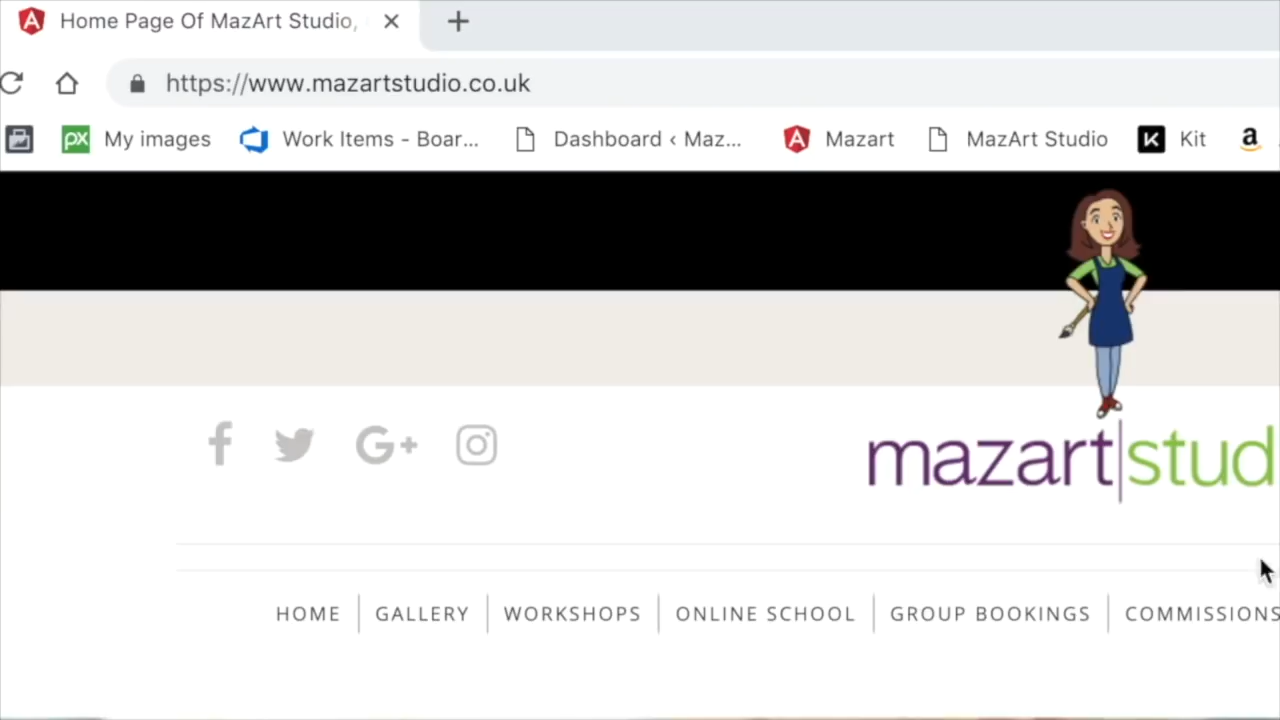 Home Page Of MazArt Studio,
https://www.mazartstudio.co.uk
px My images Work Items - Boar... Dashboard ‹ Maz... Mazart MazArt Studio Kit
mazart|stud
HOME GALLERY WORKSHOPS ONLINE SCHOOL GROUP BOOKINGS COMMISSIONS